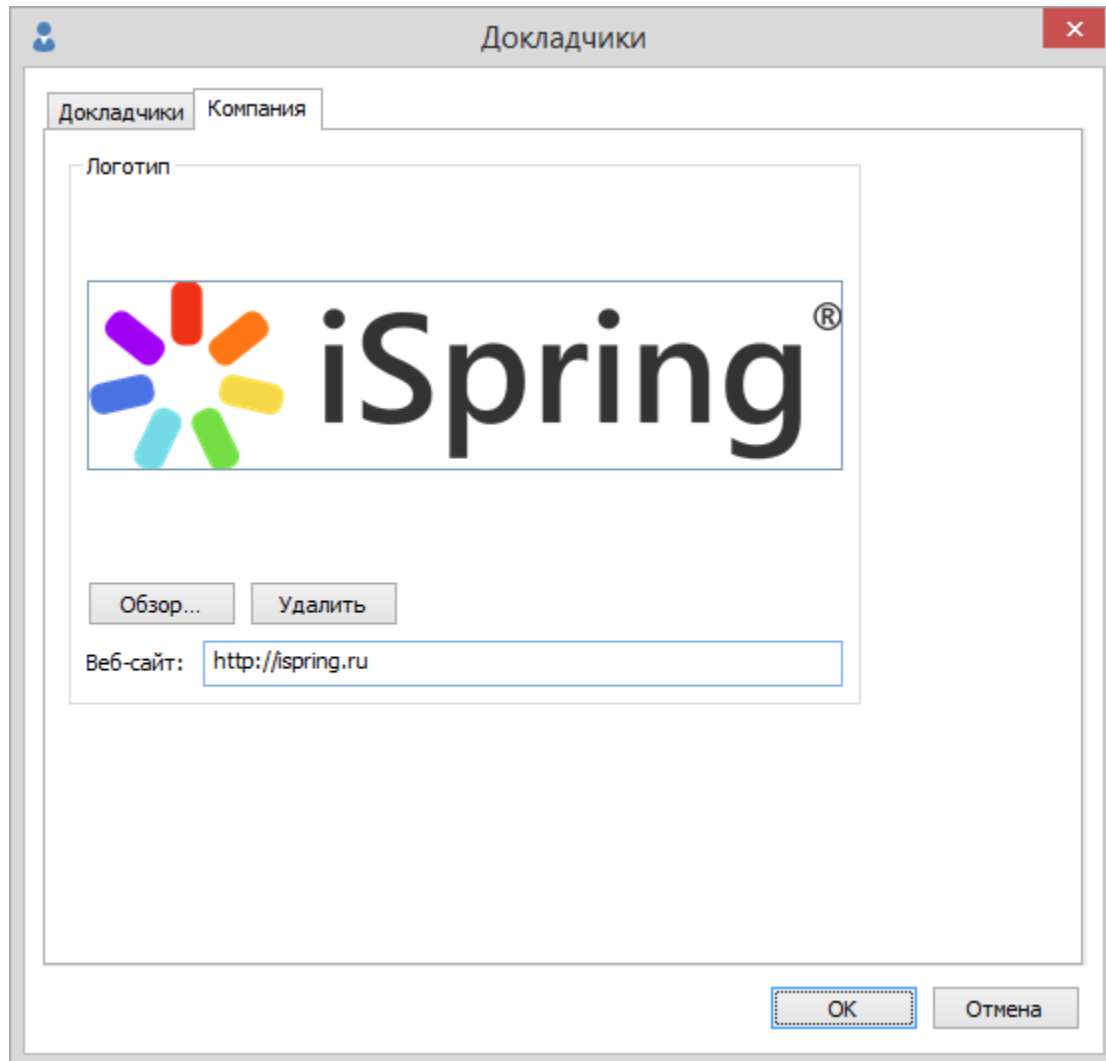 Докладчики
Докладчики Компания
Логотип
iSpring®
Обзор... Удалить
Веб-сайт: http://ispring.ru
OK Отмена